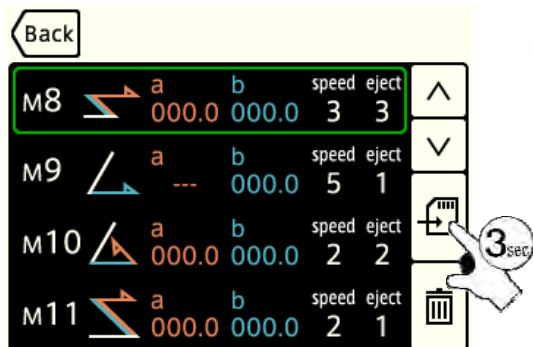 Back
M8 a 000.0 b 000.0 speed 3 eject 3
M9 a --- b 000.0 speed 5 eject 1
M10 a 000.0 b 000.0 speed 2 eject 2
M11 a 000.0 b 000.0 speed 2 eject 1
3sec.